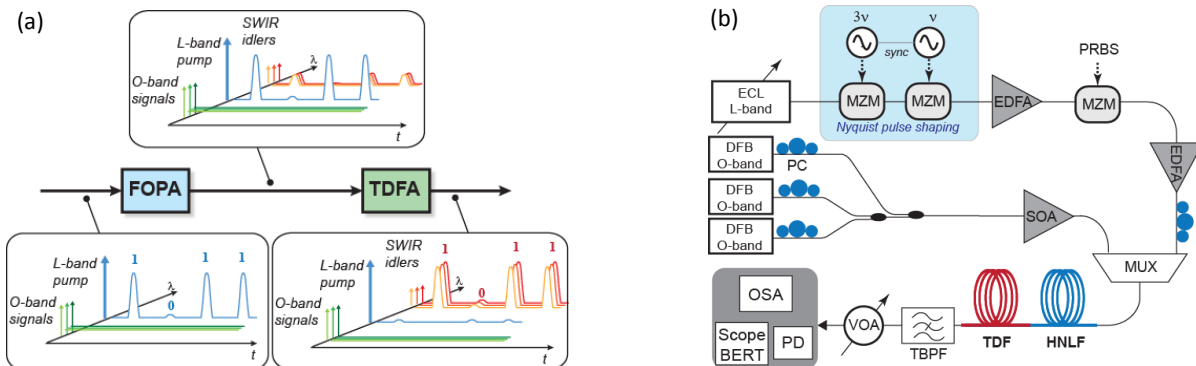 (a)
SWIR
idlers
L-band
pump
O-band
signals
λ
t
FOPA
TDFA
L-band
pump
O-band
signals
1
0
1
1
λ
t
SWIR
idlers
L-band
pump
O-band
signals
1
0
1
1
λ
t
(b)
3ν
ν
sync
MZM
MZM
Nyquist pulse shaping
ECL
L-band
EDFA
PRBS
MZM
EDFA
DFB
O-band
PC
DFB
O-band
DFB
O-band
SOA
MUX
OSA
Scope
BERT
PD
VOA
TBPF
TDF
HNLF